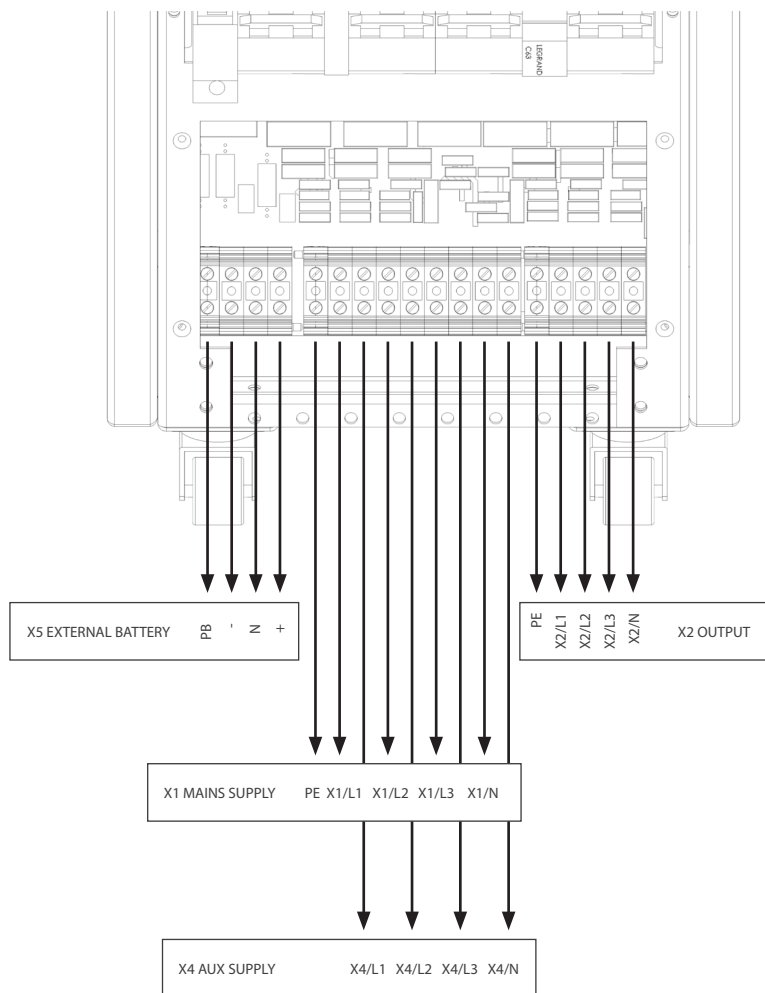 LEGRAND
C63
X5 EXTERNAL BATTERY PB - N +
PE X2/L1 X2/L2 X2/L3 X2/N X2 OUTPUT
X1 MAINS SUPPLY PE X1/L1 X1/L2 X1/L3 X1/N
X4 AUX SUPPLY X4/L1 X4/L2 X4/L3 X4/N